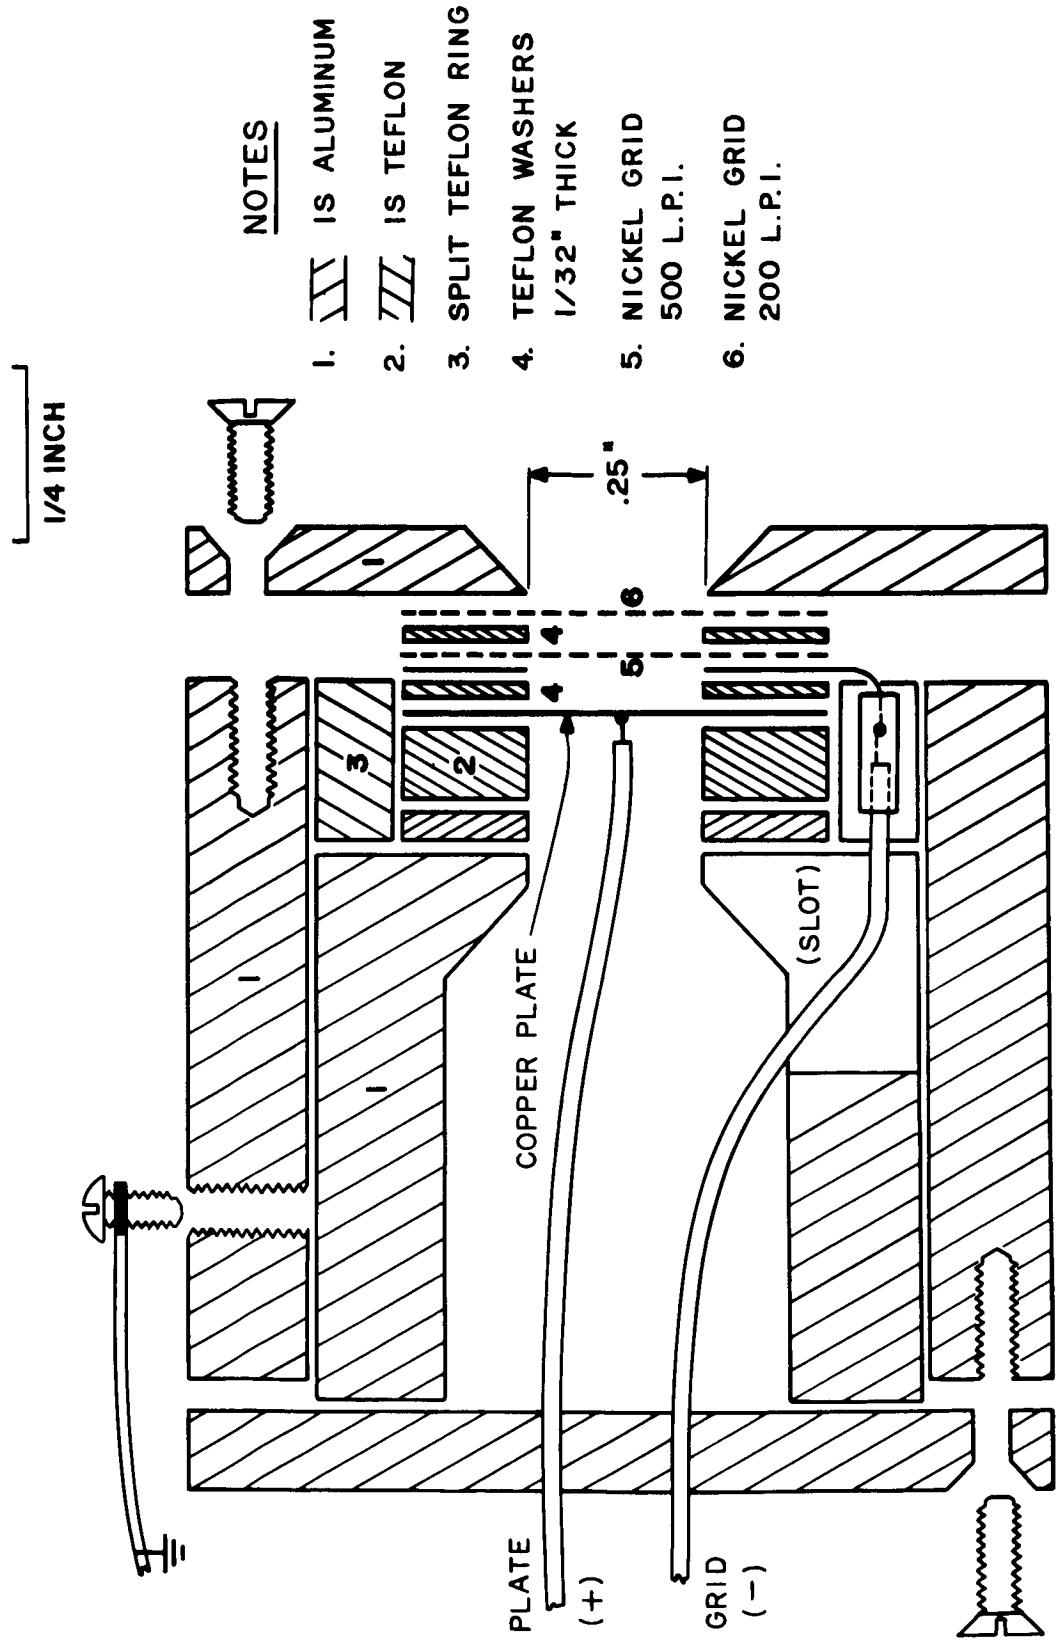 1/4 INCH
NOTES
1. IS ALUMINUM
2. IS TEFLON
3. SPLIT TEFLON RING
4. TEFLON WASHERS
1/32" THICK
5. NICKEL GRID
500 L.P.I.
6. NICKEL GRID
200 L.P.I.
.25"
1
1
1
2
3
4
4
5
6
COPPER PLATE
(SLOT)
PLATE
(+)
GRID
(-)